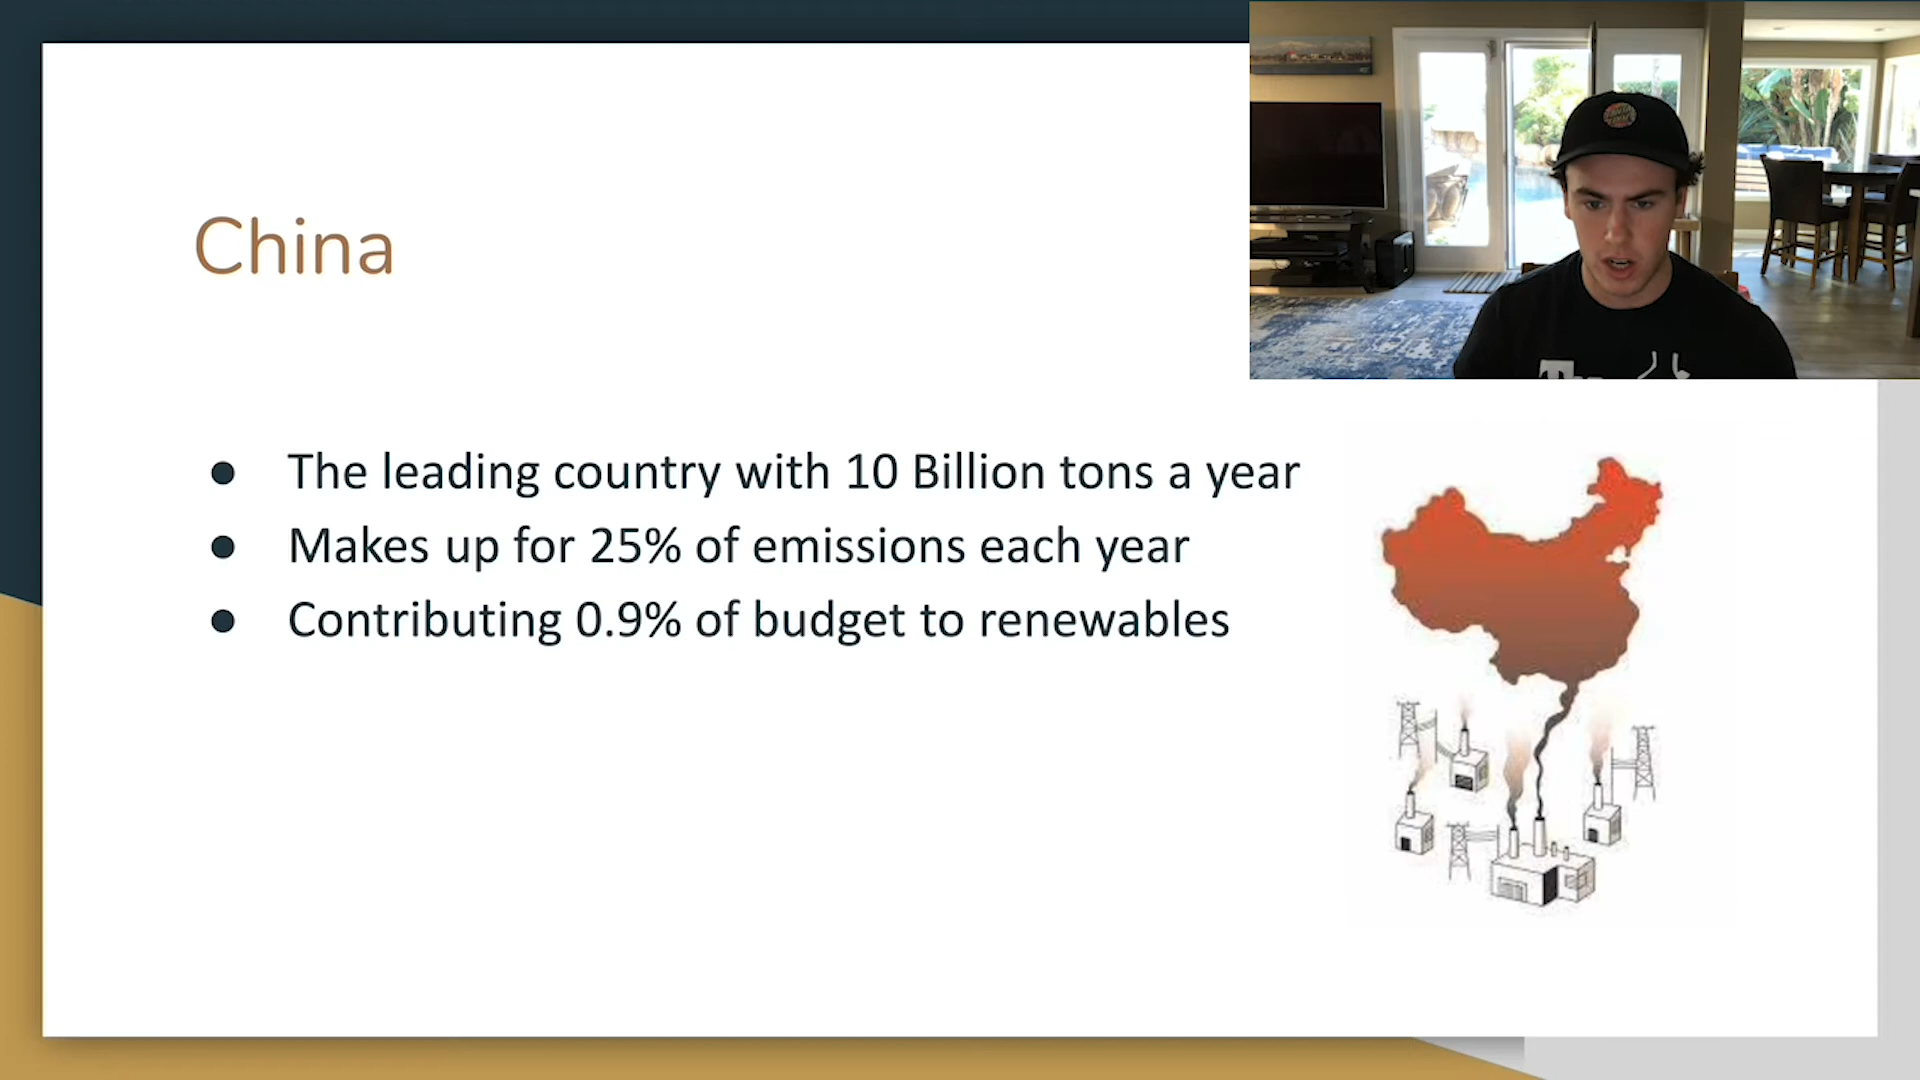 China
● The leading country with 10 Billion tons a year
● Makes up for 25% of emissions each year
● Contributing 0.9% of budget to renewables